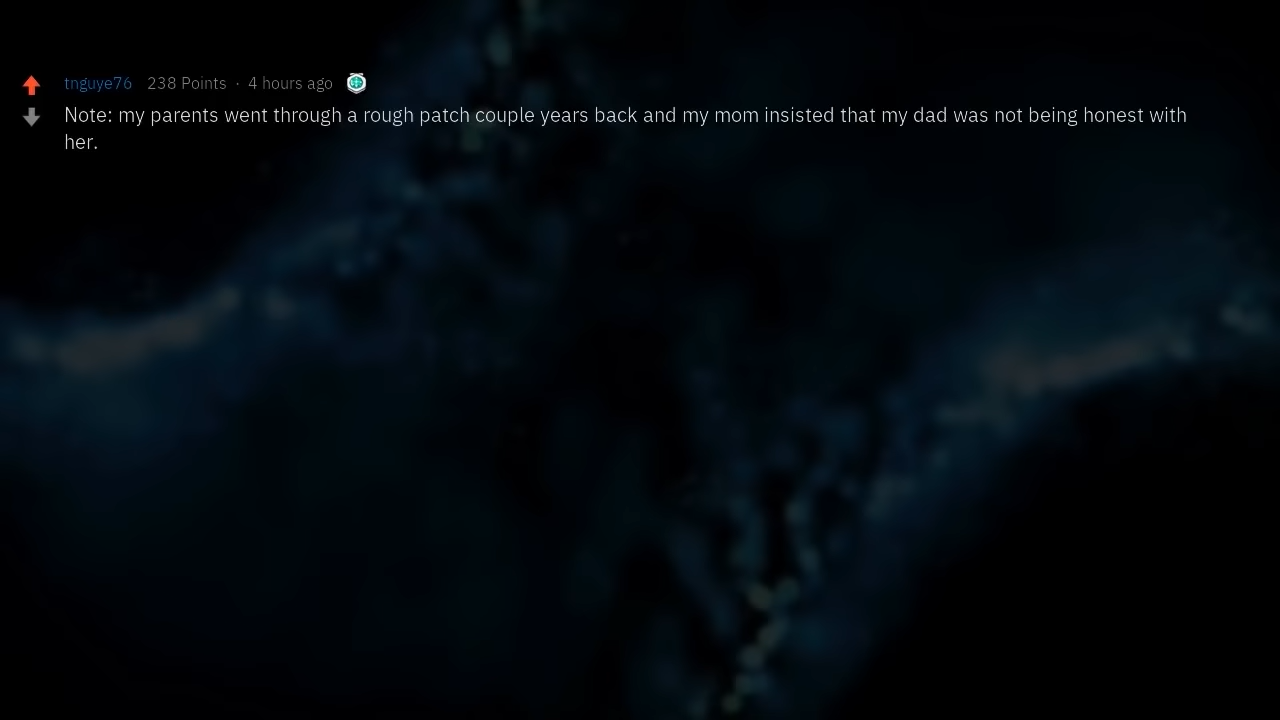 tnguye76 238 Points · 4 hours ago
Note: my parents went through a rough patch couple years back and my mom insisted that my dad was not being honest with
her.